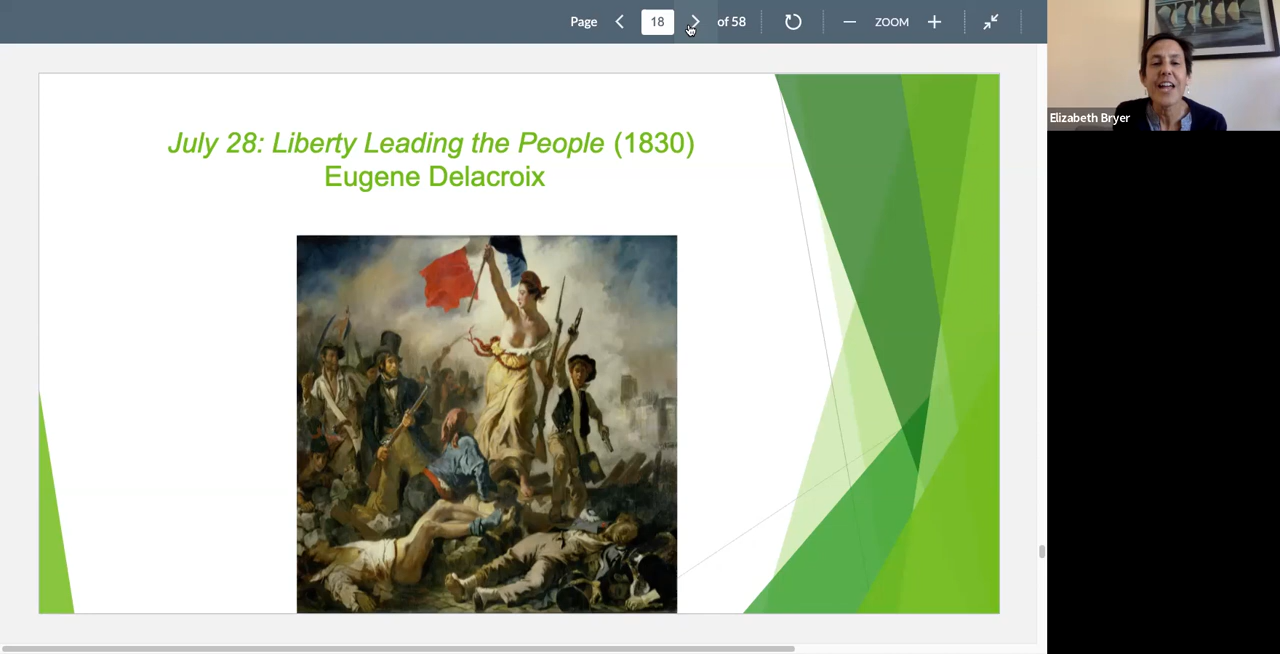 Page 18 of 58 ZOOM
July 28: Liberty Leading the People (1830)
Eugene Delacroix
Elizabeth Bryer